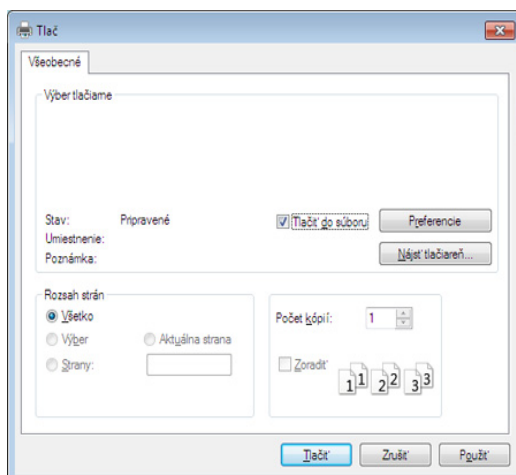 Tlač
Všeobecné
Výber tlačiarne
Stav: Pripravené
Tlačiť do súboru
Preferencie
Umiestnenie:
Poznámka:
Nájsť tlačiareň...
Rozsah strán
Všetko
Výber
Aktuálna strana
Strany:
Počet kópií: 1
Zoradiť
1 1 2 2 3 3
Tlačiť
Zrušiť
Použiť